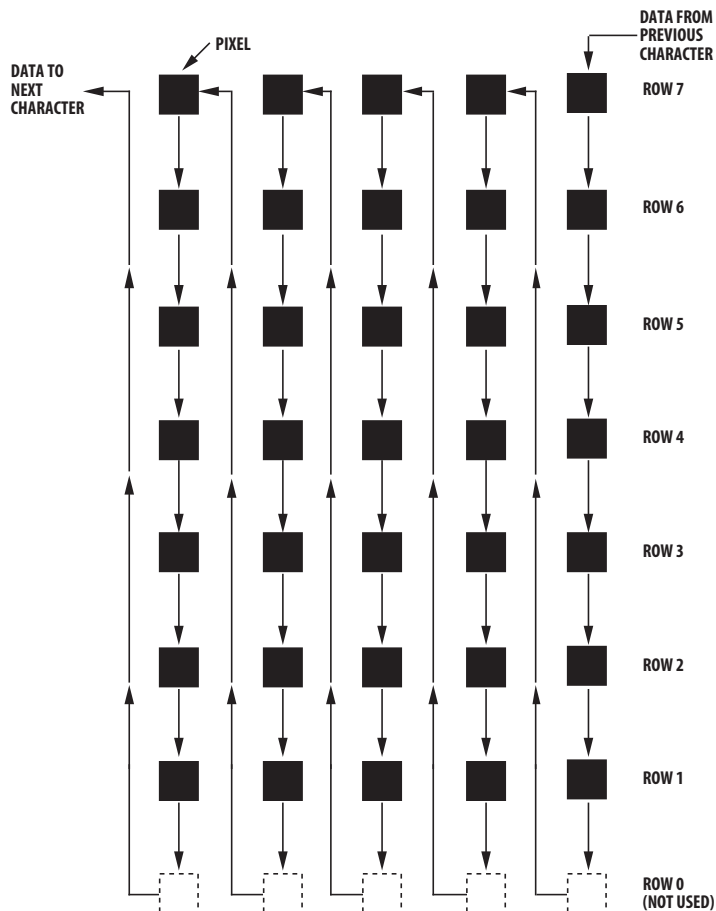 DATA FROM
PREVIOUS
CHARACTER
PIXEL
DATA TO
NEXT
CHARACTER
ROW 7
ROW 6
ROW 5
ROW 4
ROW 3
ROW 2
ROW 1
ROW 0
(NOT USED)